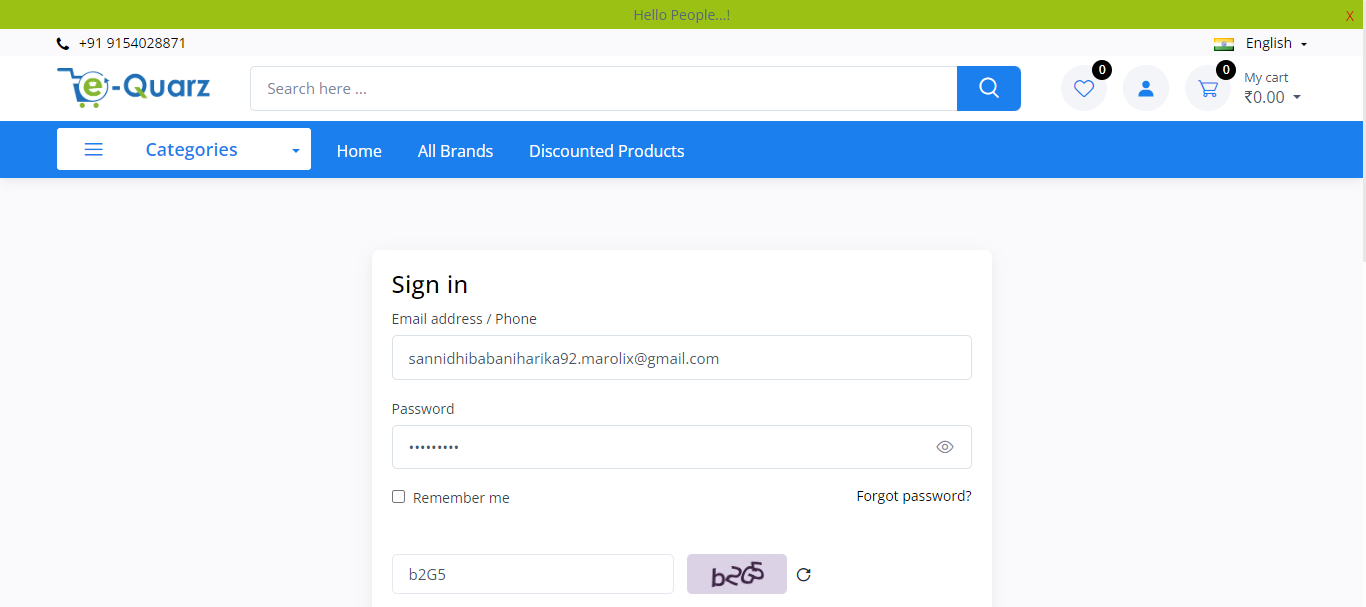 Hello People...!
X
+91 9154028871
English
e-Quarz
Search here ...
0
0
My cart
₹0.00
Categories
Home
All Brands
Discounted Products
Sign in
Email address / Phone
sannidhibabaniharika92.marolix@gmail.com
Password
•••••••••
Remember me
Forgot password?
b2G5
b2G5